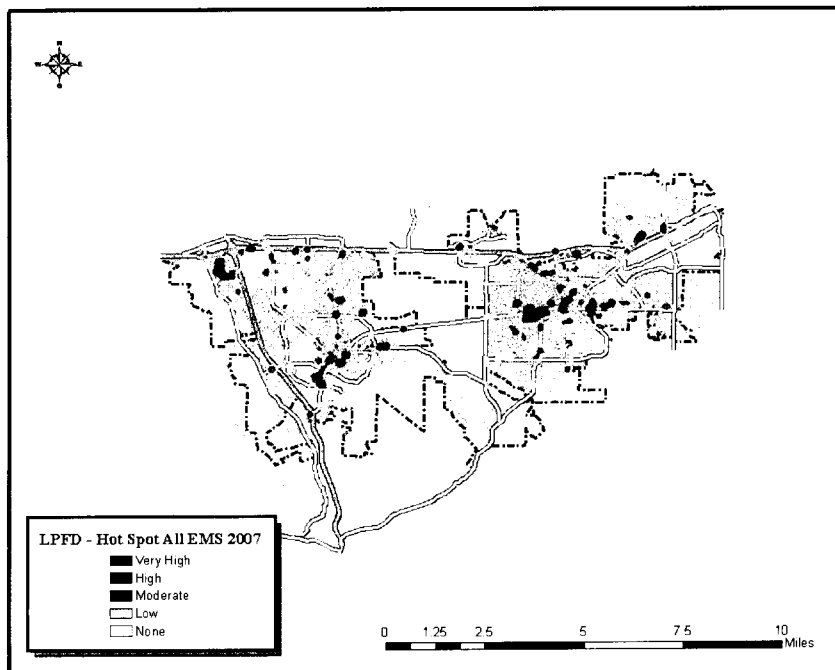 N
W E
S
LPFD - Hot Spot All EMS 2007
Very High
High
Moderate
Low
None
0 1.25 2.5 5 7.5 10
Miles